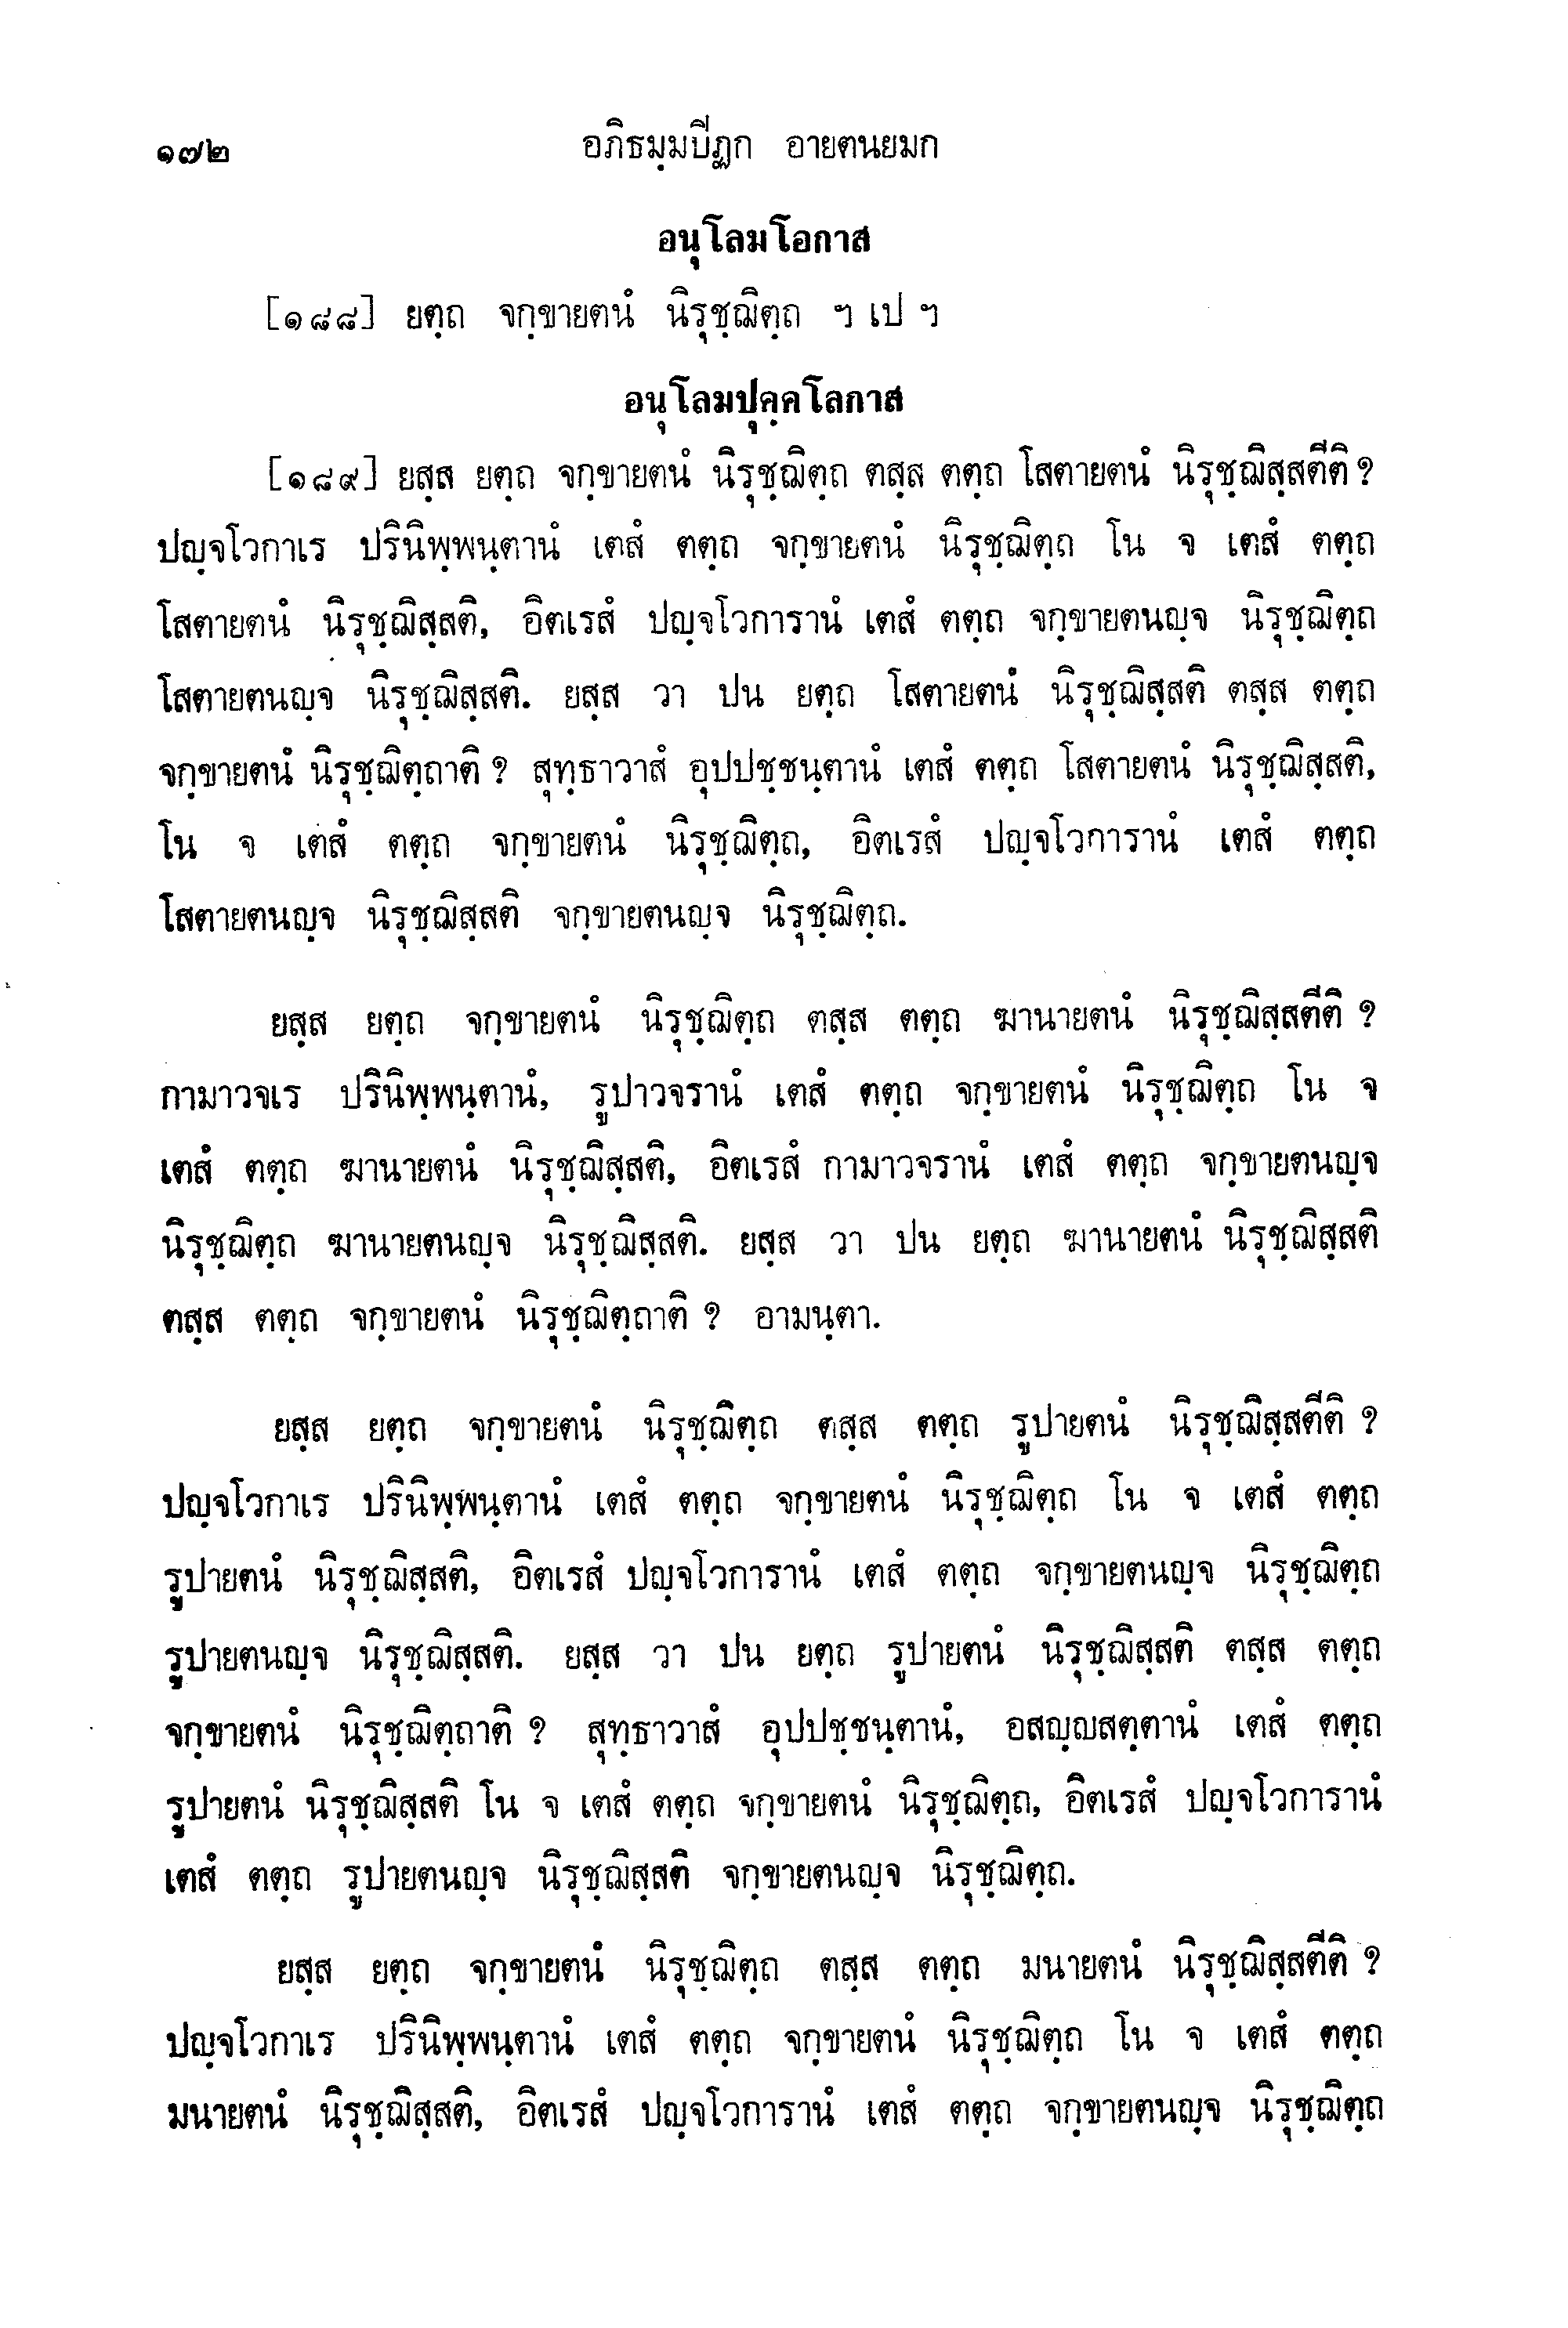 ๑๗๒ อภิธมฺมปีฏก อายตนยมก
อนุโลมโอกาส
[๑๘๘] ยตฺถ จกฺขายตนํ นิรุชฺฌิตฺถ ฯ เป ฯ
อนุโลมปุคฺคโลกาส
[๑๘๙] ยสฺส ยตฺถ จกฺขายตนํ นิรุชฺฌิตฺถ ตสฺส ตตฺถ โสตายตนํ นิรุชฺฌิสฺสตีติ ?
ปญฺจโวกาเร ปรินิพฺพนฺตานํ เตสํ ตตฺถ จกฺขายตนํ นิรุชฺฌิตฺถ โน จ เตสํ ตตฺถ
โสตายตนํ นิรุชฺฌิสฺสติ, อิตเรสํ ปญฺจโวการานํ เตสํ ตตฺถ จกฺขายตนญฺจ นิรุชฺฌิตฺถ
โสตายตนญฺจ นิรุชฺฌิสฺสติ. ยสฺส วา ปน ยตฺถ โสตายตนํ นิรุชฺฌิสฺสติ ตสฺส ตตฺถ
จกฺขายตนํ นิรุชฺฌิตฺถาติ ? สุทฺธาวาสํ อุปปชฺชนฺตานํ เตสํ ตตฺถ โสตายตนํ นิรุชฺฌิสฺสติ,
โน จ เตสํ ตตฺถ จกฺขายตนํ นิรุชฺฌิตฺถ, อิตเรสํ ปญฺจโวการานํ เตสํ ตตฺถ
โสตายตนญฺจ นิรุชฺฌิสฺสติ จกฺขายตนญฺจ นิรุชฺฌิตฺถ.
ยสฺส ยตฺถ จกฺขายตนํ นิรุชฺฌิตฺถ ตสฺส ตตฺถ ฆานายตนํ นิรุชฺฌิสฺสตีติ ?
กามาวจเร ปรินิพฺพนฺตานํ, รูปาวจรานํ เตสํ ตตฺถ จกฺขายตนํ นิรุชฺฌิตฺถ โน จ
เตสํ ตตฺถ ฆานายตนํ นิรุชฺฌิสฺสติ, อิตเรสํ กามาวจรานํ เตสํ ตตฺถ จกฺขายตนญฺจ
นิรุชฺฌิตฺถ ฆานายตนญฺจ นิรุชฺฌิสฺสติ. ยสฺส วา ปน ยตฺถ ฆานายตนํ นิรุชฺฌิสฺสติ
ตสฺส ตตฺถ จกฺขายตนํ นิรุชฺฌิตฺถาติ ? อามนฺตา.
ยสฺส ยตฺถ จกฺขายตนํ นิรุชฺฌิตฺถ ตสฺส ตตฺถ รูปายตนํ นิรุชฺฌิสฺสตีติ ?
ปญฺจโวกาเร ปรินิพฺพนฺตานํ เตสํ ตตฺถ จกฺขายตนํ นิรุชฺฌิตฺถ โน จ เตสํ ตตฺถ
รูปายตนํ นิรุชฺฌิสฺสติ, อิตเรสํ ปญฺจโวการานํ เตสํ ตตฺถ จกฺขายตนญฺจ นิรุชฺฌิตฺถ
รูปายตนญฺจ นิรุชฺฌิสฺสติ. ยสฺส วา ปน ยตฺถ รูปายตนํ นิรุชฺฌิสฺสติ ตสฺส ตตฺถ
จกฺขายตนํ นิรุชฺฌิตฺถาติ ? สุทฺธาวาสํ อุปปชฺชนฺตานํ, อสญฺญสตฺตานํ เตสํ ตตฺถ
รูปายตนํ นิรุชฺฌิสฺสติ โน จ เตสํ ตตฺถ จกฺขายตนํ นิรุชฺฌิตฺถ, อิตเรสํ ปญฺจโวการานํ
เตสํ ตตฺถ รูปายตนญฺจ นิรุชฺฌิสฺสติ จกฺขายตนญฺจ นิรุชฺฌิตฺถ.
ยสฺส ยตฺถ จกฺขายตนํ นิรุชฺฌิตฺถ ตสฺส ตตฺถ มนายตนํ นิรุชฺฌิสฺสตีติ ?
ปญฺจโวกาเร ปรินิพฺพนฺตานํ เตสํ ตตฺถ จกฺขายตนํ นิรุชฺฌิตฺถ โน จ เตสํ ตตฺถ
มนายตนํ นิรุชฺฌิสฺสติ, อิตเรสํ ปญฺจโวการานํ เตสํ ตตฺถ จกฺขายตนญฺจ นิรุชฺฌิตฺถ